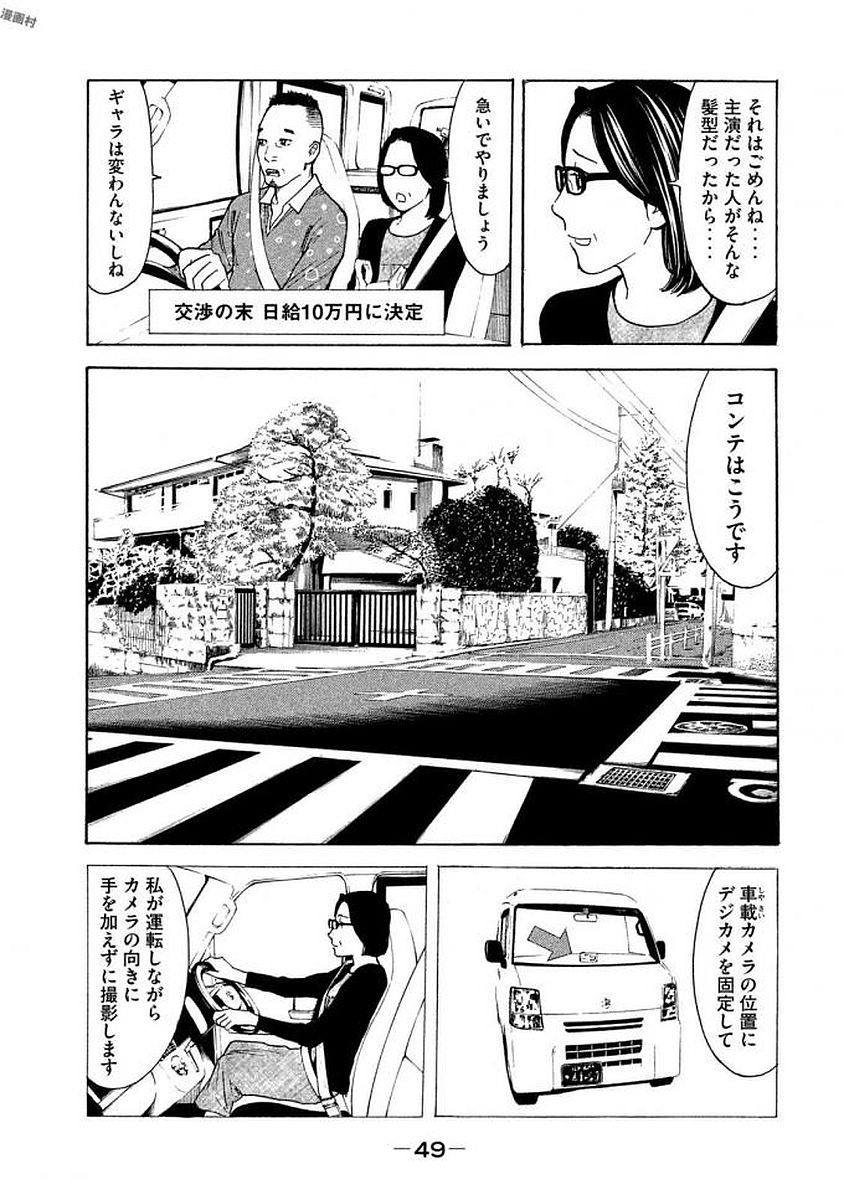 漫画村
それはごめんね‥‥
主演だった人がそんな
髪型だったから‥‥
急いでやりましょう
ギャラは変わんないしね
交渉の末 日給10万円に決定
コンテはこうです
車載カメラの位置に
しゃさい
デジカメを固定して
私が運転しながら
カメラの向きに
手を加えずに撮影します
—49—